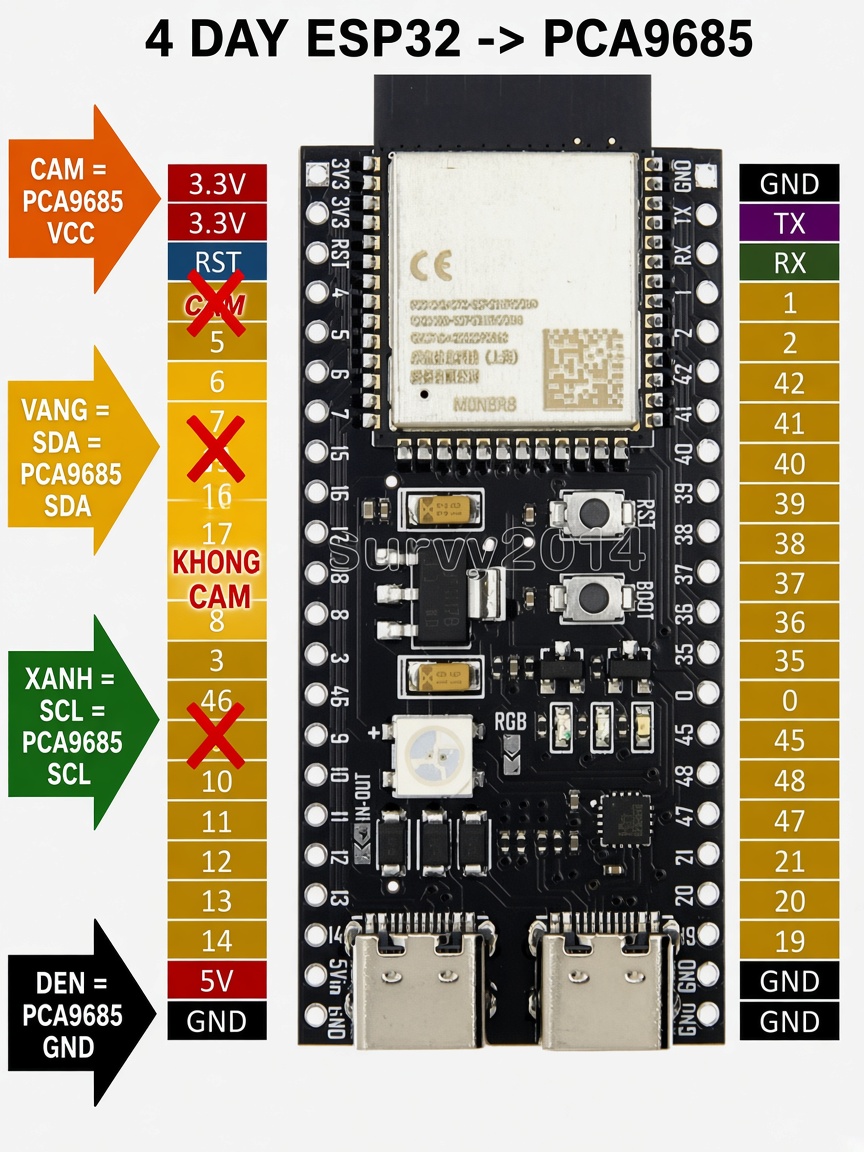 4 DAY ESP32 -> PCA9685
CAM =
PCA9685
VCC
VANG =
SDA =
PCA9685
SDA
XANH =
SCL =
PCA9685
SCL
DEN =
PCA9685
GND
3.3V
3.3V
RST
CAM
5
6
7
16
17
KHONG
CAM
8
3
46
10
11
12
13
14
5V
GND
3V3
3V3
RST
4
5
6
7
15
16
17
18
8
3
46
9
10
11
12
13
14
5Vin
GND
CE
M0N8R8
Survy2014
RST
BOOT
RGB
+
IN-OUT
GND
TX
RX
1
2
42
41
40
39
38
37
36
35
0
45
48
47
21
20
19
GND
GND
GND
TX
RX
1
2
42
41
40
39
38
37
36
35
0
45
48
47
21
20
19
GND
GND